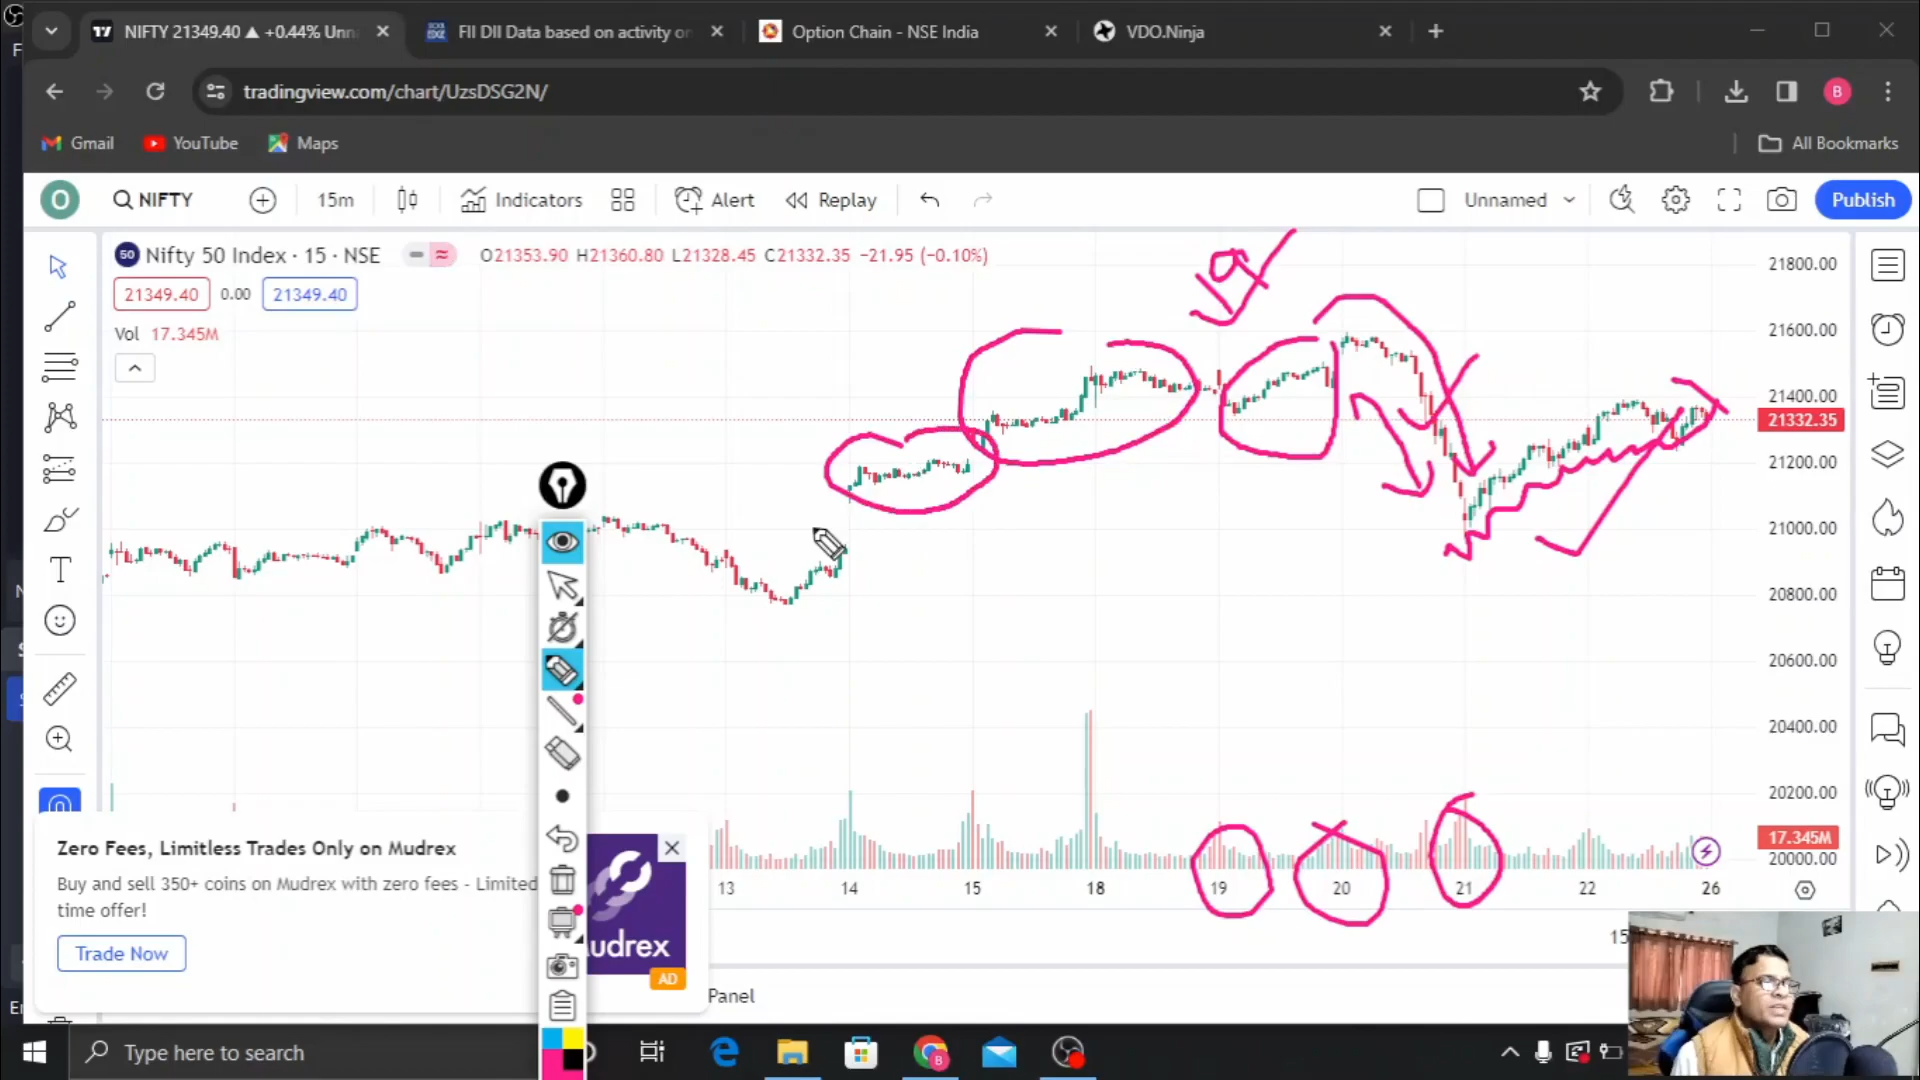 NIFTY 21349.40 ▲ +0.44% Unn
FII DII Data based on activity o
Option Chain - NSE India
VDO.Ninja
tradingview.com/chart/UzsDSG2N/
B
Gmail
YouTube
Maps
All Bookmarks
O
NIFTY
15m
Indicators
Alert
Replay
Unnamed
Publish
50 Nifty 50 Index · 15 · NSE
O21353.90 H21360.80 L21328.45 C21332.35 −21.95 (−0.10%)
21349.40 0.00 21349.40
Vol 17.345M
19
21800.00
21600.00
21400.00
21332.35
21200.00
21000.00
20800.00
20600.00
20400.00
20200.00
17.345M
20000.00
13 14 15 18 19 20 21 22 26
Zero Fees, Limitless Trades Only on Mudrex
Buy and sell 350+ coins on Mudrex with zero fees - Limited
time offer!
Trade Now
udrex
AD
15
Panel
Type here to search